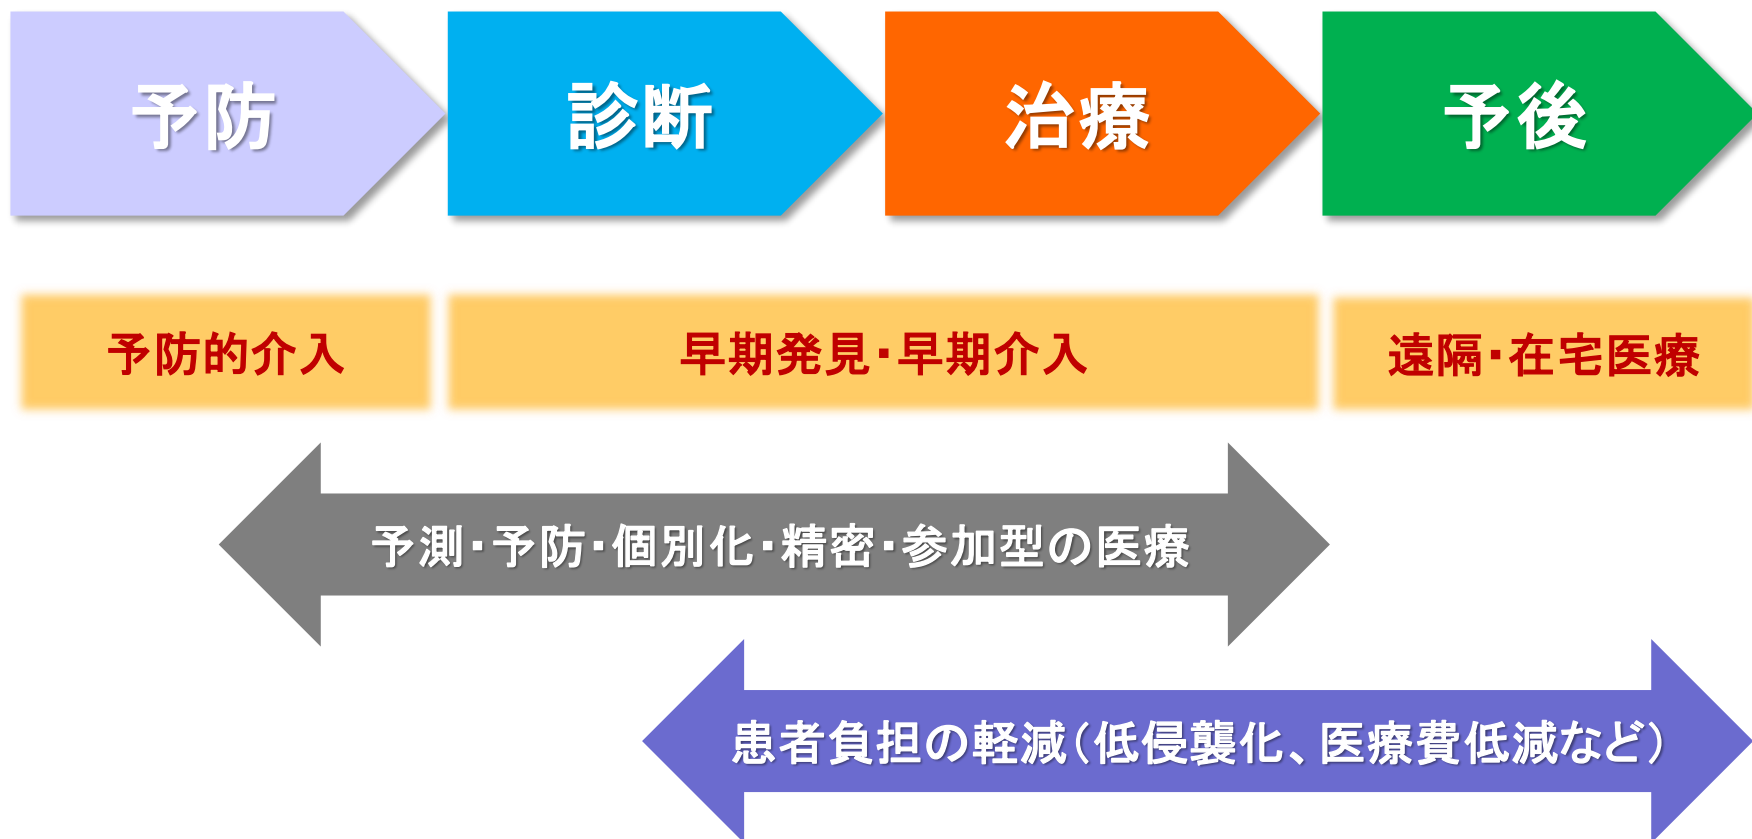 予防
診断
治療
予後
予防的介入
早期発見・早期介入
遠隔・在宅医療
予測・予防・個別化・精密・参加型の医療
患者負担の軽減（低侵襲化、医療費低減など）